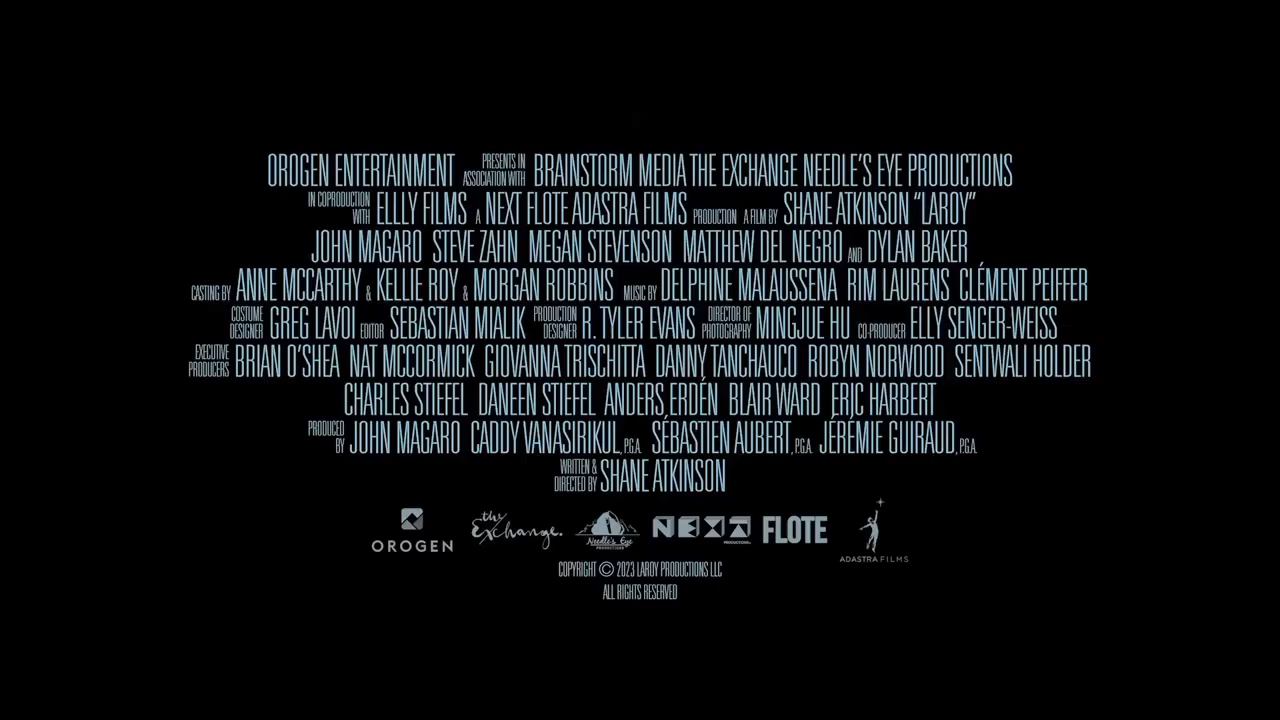 OROGEN ENTERTAINMENT PRESENTS IN ASSOCIATION WITH BRAINSTORM MEDIA THE EXCHANGE NEEDLE'S EYE PRODUCTIONS
IN COPRODUCTION WITH ELLLY FILMS A NEXT FLOTE ADASTRA FILMS PRODUCTION A FILM BY SHANE ATKINSON "LAROY"
JOHN MAGARO STEVE ZAHN MEGAN STEVENSON MATTHEW DEL NEGRO AND DYLAN BAKER
CASTING BY ANNE MCCARTHY & KELLIE ROY & MORGAN ROBBINS MUSIC BY DELPHINE MALAUSSENA RIM LAURENS CLÉMENT PEIFFER
COSTUME DESIGNER GREG LAVOI EDITOR SEBASTIAN MIALIK PRODUCTION DESIGNER R. TYLER EVANS DIRECTOR OF PHOTOGRAPHY MINGJUE HU CO-PRODUCER ELLY SENGER-WEISS
EXECUTIVE PRODUCERS BRIAN O'SHEA NAT MCCORMICK GIOVANNA TRISCHITTA DANNY TANCHAUCO ROBYN NORWOOD SENTWALI HOLDER
CHARLES STIEFEL DANEEN STIEFEL ANDERS ERDÉN BLAIR WARD ERIC HARBERT
PRODUCED BY JOHN MAGARO CADDY VANASIRIKUL, P.G.A. SÉBASTIEN AUBERT, P.G.A. JÉRÉMIE GUIRAUD, P.G.A.
WRITTEN & DIRECTED BY SHANE ATKINSON
OROGEN the Exchange. Needle's Eye PRODUCTIONS NEXT PRODUCTIONS FLOTE ADASTRA FILMS
COPYRIGHT © 2023 LAROY PRODUCTIONS LLC
ALL RIGHTS RESERVED